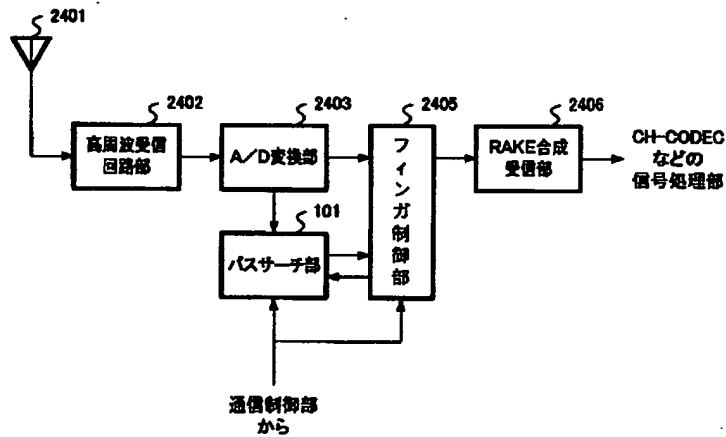 2401
2402
高周波受信
回路部
2403
A/D変換部
2405
フィンガ制御部
2406
RAKE合成
受信部
CH-CODEC
などの
信号処理部
101
パスサーチ部
通信制御部
から